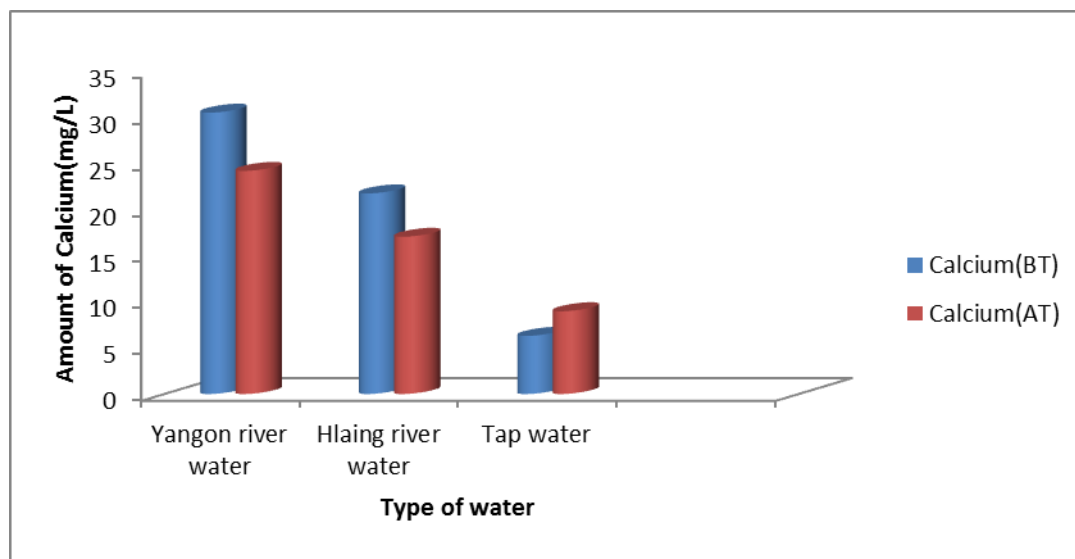 Amount of Calcium(mg/L)
35
30
25
20
15
10
5
0
Yangon river
water
Hlaing river
water
Tap water
Type of water
Calcium(BT)
Calcium(AT)